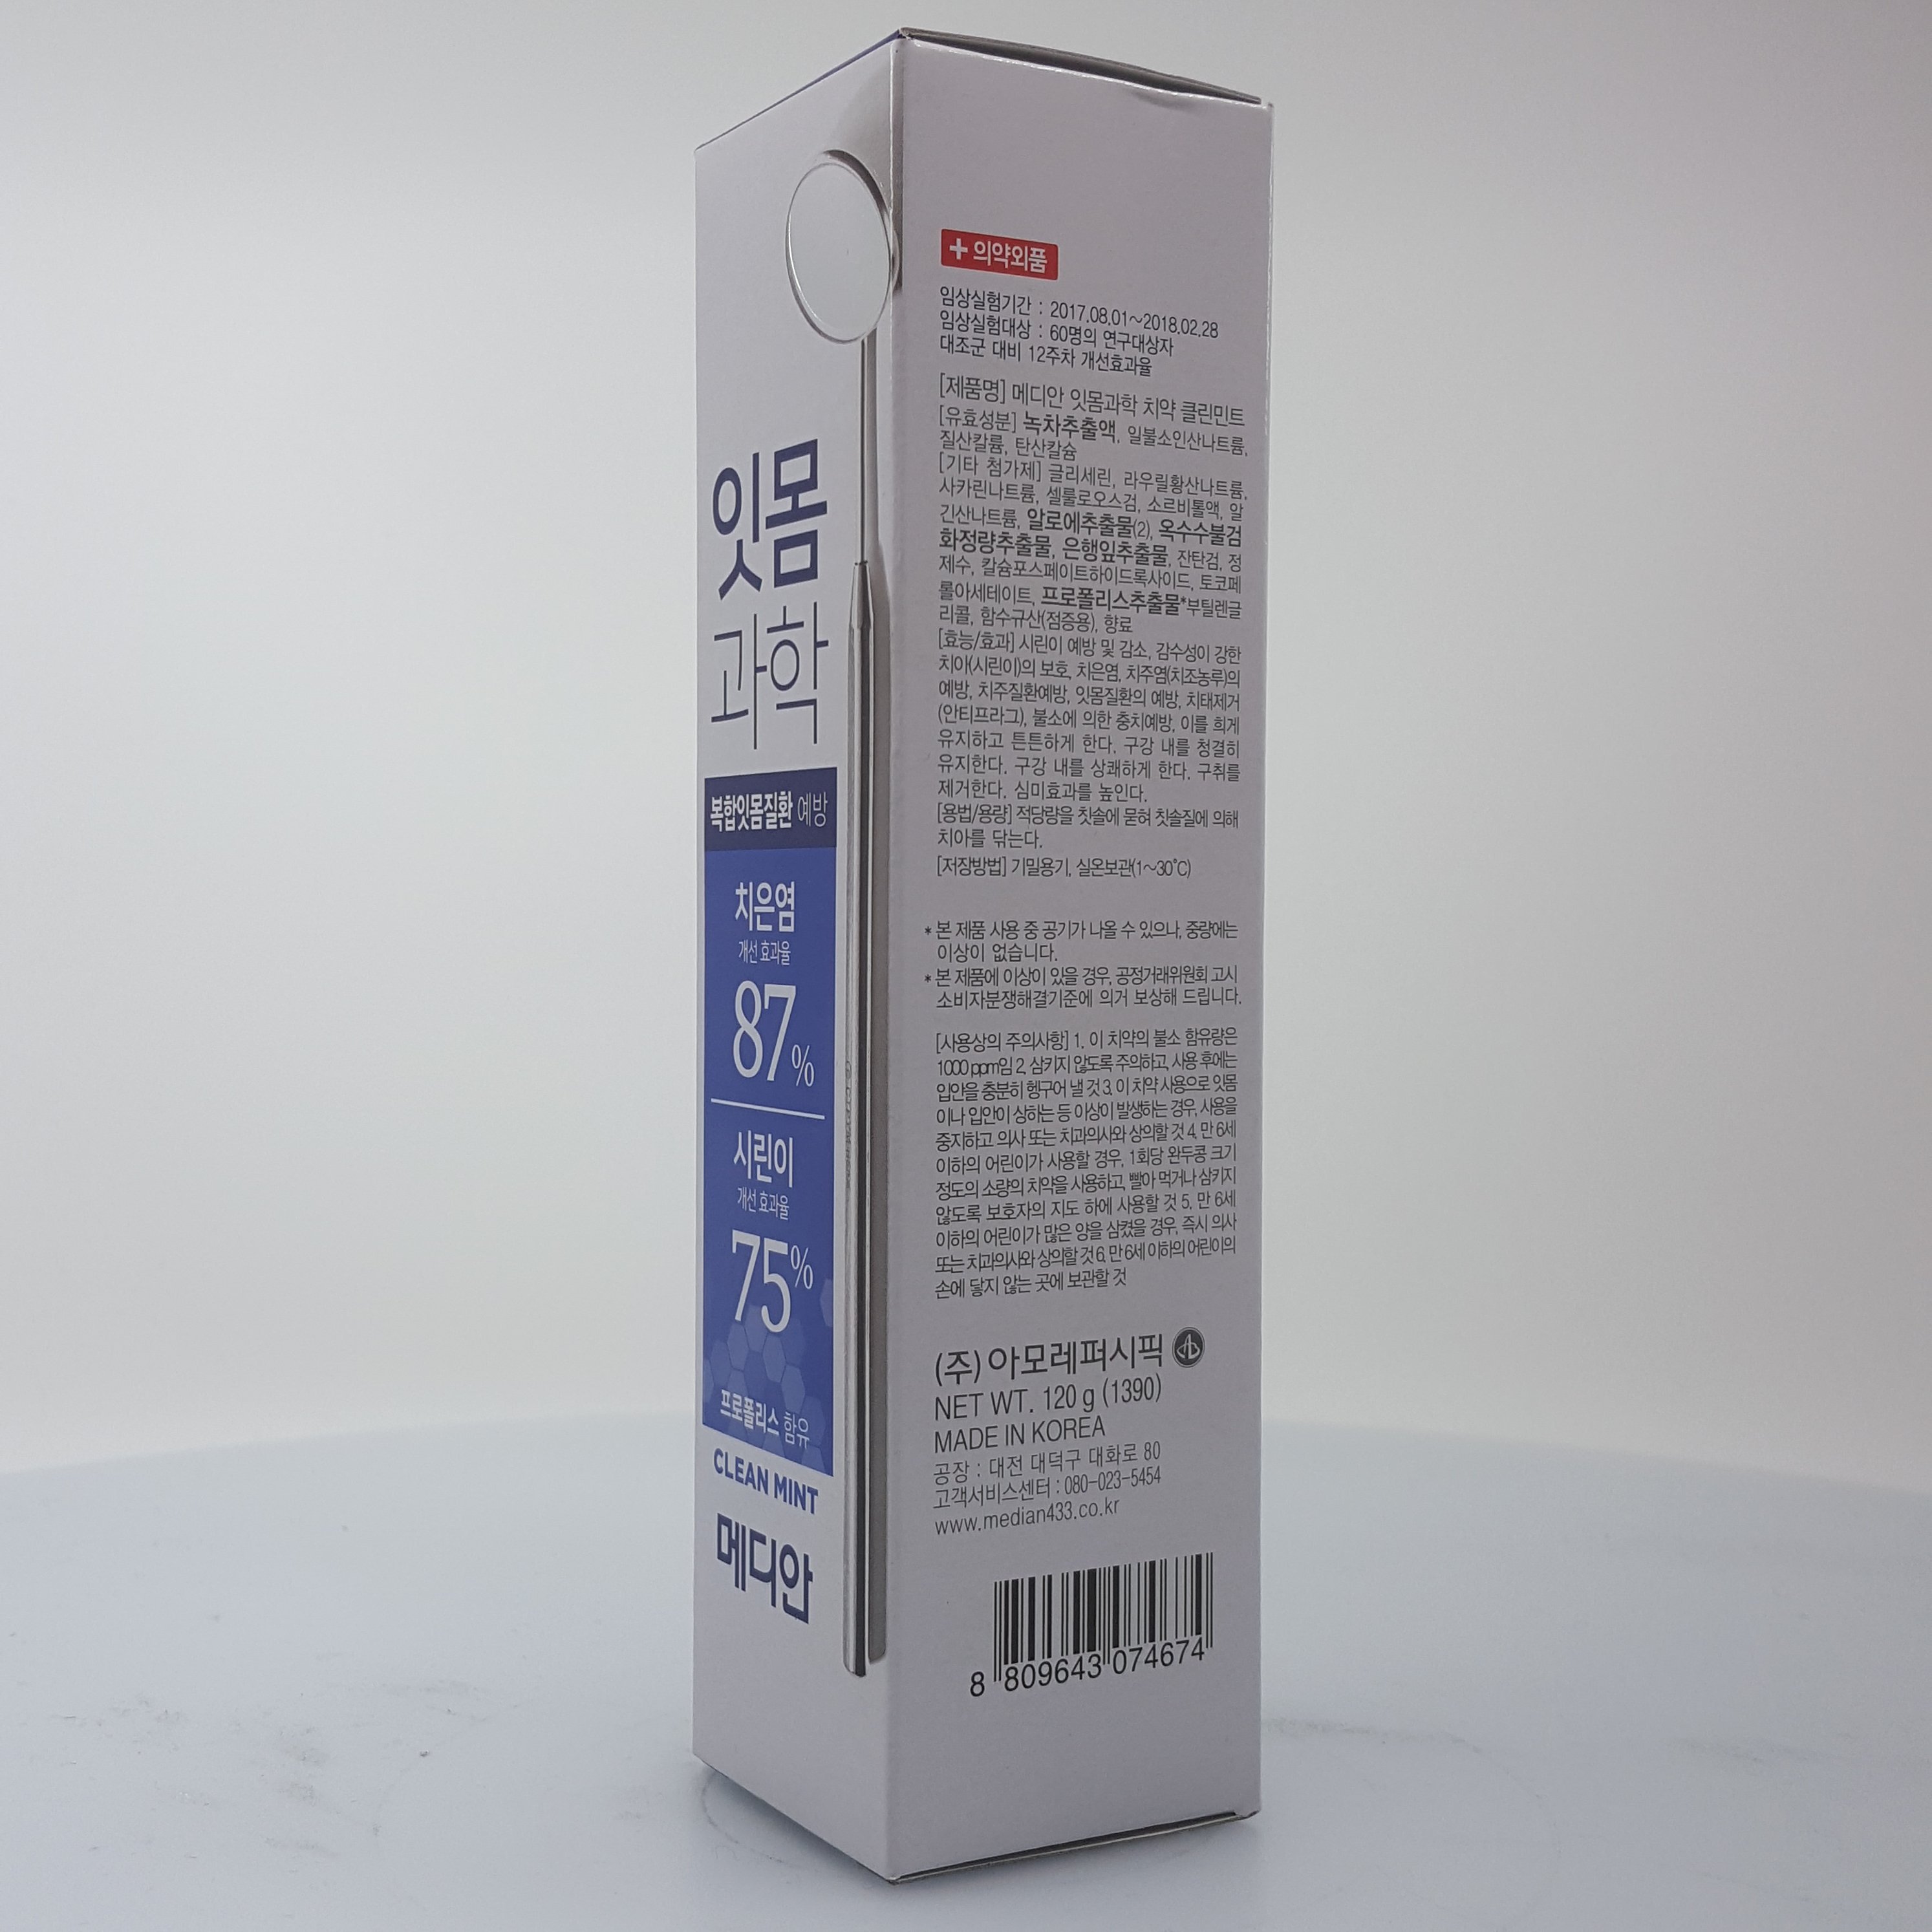 잇몸
과학
복합잇몸질환 예방
치은염
개선 효과율
87%
시린이
개선 효과율
75%
프로폴리스 함유
CLEAN MINT
메디안
+ 의약외품
임상실험기간 : 2017.08.01~2018.02.28
임상실험대상 : 60명의 연구대상자
대조군 대비 12주차 개선효과율
[제품명] 메디안 잇몸과학 치약 클린민트
[유효성분] 녹차추출액, 일불소인산나트륨,
질산칼륨, 탄산칼슘
[기타 첨가제] 글리세린, 라우릴황산나트륨,
사카린나트륨, 셀룰로오스검, 소르비톨액, 알
긴산나트륨, 알로에추출물(2), 옥수수불검
화정량추출물, 은행잎추출물, 잔탄검, 정
제수, 칼슘포스페이트하이드록사이드, 토코페
롤아세테이트, 프로폴리스추출물*부틸렌글
리콜, 함수규산(점증용), 향료
[효능/효과] 시린이 예방 및 감소, 감수성이 강한
치아(시린이)의 보호, 치은염, 치주염(치조농루)의
예방, 치주질환예방, 잇몸질환의 예방, 치태제거
(안티프라그), 불소에 의한 충치예방, 이를 희게
유지하고 튼튼하게 한다. 구강 내를 청결히
유지한다. 구강 내를 상쾌하게 한다. 구취를
제거한다. 심미효과를 높인다.
[용법/용량] 적당량을 칫솔에 묻혀 칫솔질에 의해
치아를 닦는다.
[저장방법] 기밀용기, 실온보관(1~30℃)
* 본 제품 사용 중 공기가 나올 수 있으나, 중량에는
이상이 없습니다.
* 본 제품에 이상이 있을 경우, 공정거래위원회 고시
소비자분쟁해결기준에 의거 보상해 드립니다.
[사용상의 주의사항] 1. 이 치약의 불소 함유량은
1000 ppm임 2. 삼키지 않도록 주의하고, 사용 후에는
입안을 충분히 헹구어 낼 것 3. 이 치약 사용으로 잇몸
이나 입안이 상하는 등 이상이 발생하는 경우, 사용을
중지하고 의사 또는 치과의사와 상의할 것 4. 만 6세
이하의 어린이가 사용할 경우, 1회당 완두콩 크기
정도의 소량의 치약을 사용하고, 빨아 먹거나 삼키지
않도록 보호자의 지도 하에 사용할 것 5. 만 6세
이하의 어린이가 많은 양을 삼켰을 경우, 즉시 의사
또는 치과의사와 상의할 것 6. 만 6세 이하의 어린이의
손에 닿지 않는 곳에 보관할 것
(주) 아모레퍼시픽
NET WT. 120 g (1390)
MADE IN KOREA
공장 : 대전 대덕구 대화로 80
고객서비스센터 : 080-023-5454
www.median433.co.kr
8 809643 074674